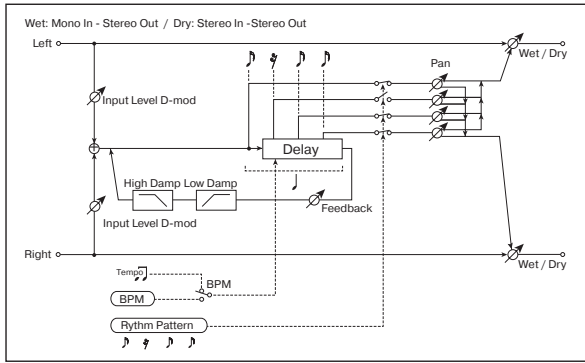 Wet: Mono In - Stereo Out / Dry: Stereo In -Stereo Out
Left
Wet / Dry
Pan
Input Level D-mod
Delay
High Damp Low Damp
Feedback
Input Level D-mod
Right
Wet / Dry
Tempo
BPM
BPM
Rythm Pattern